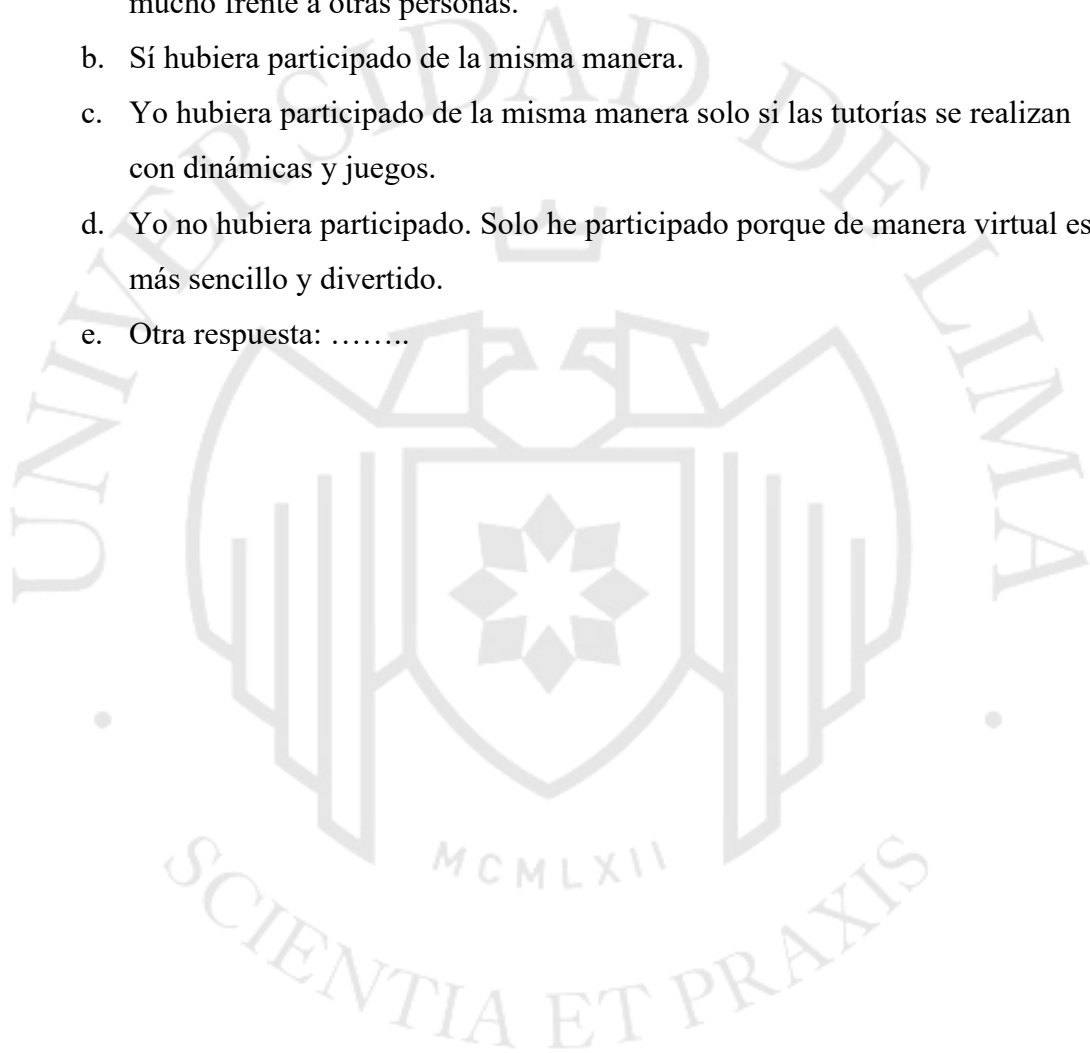 mucho frente a otras personas.
b. Sí hubiera participado de la misma manera.
c. Yo hubiera participado de la misma manera solo si las tutorías se realizan
con dinámicas y juegos.
d. Yo no hubiera participado. Solo he participado porque de manera virtual es
más sencillo y divertido.
e. Otra respuesta: ……..
UNIVERSIDAD DE LIMA
MCMLXII
SCIENTIA ET PRAXIS